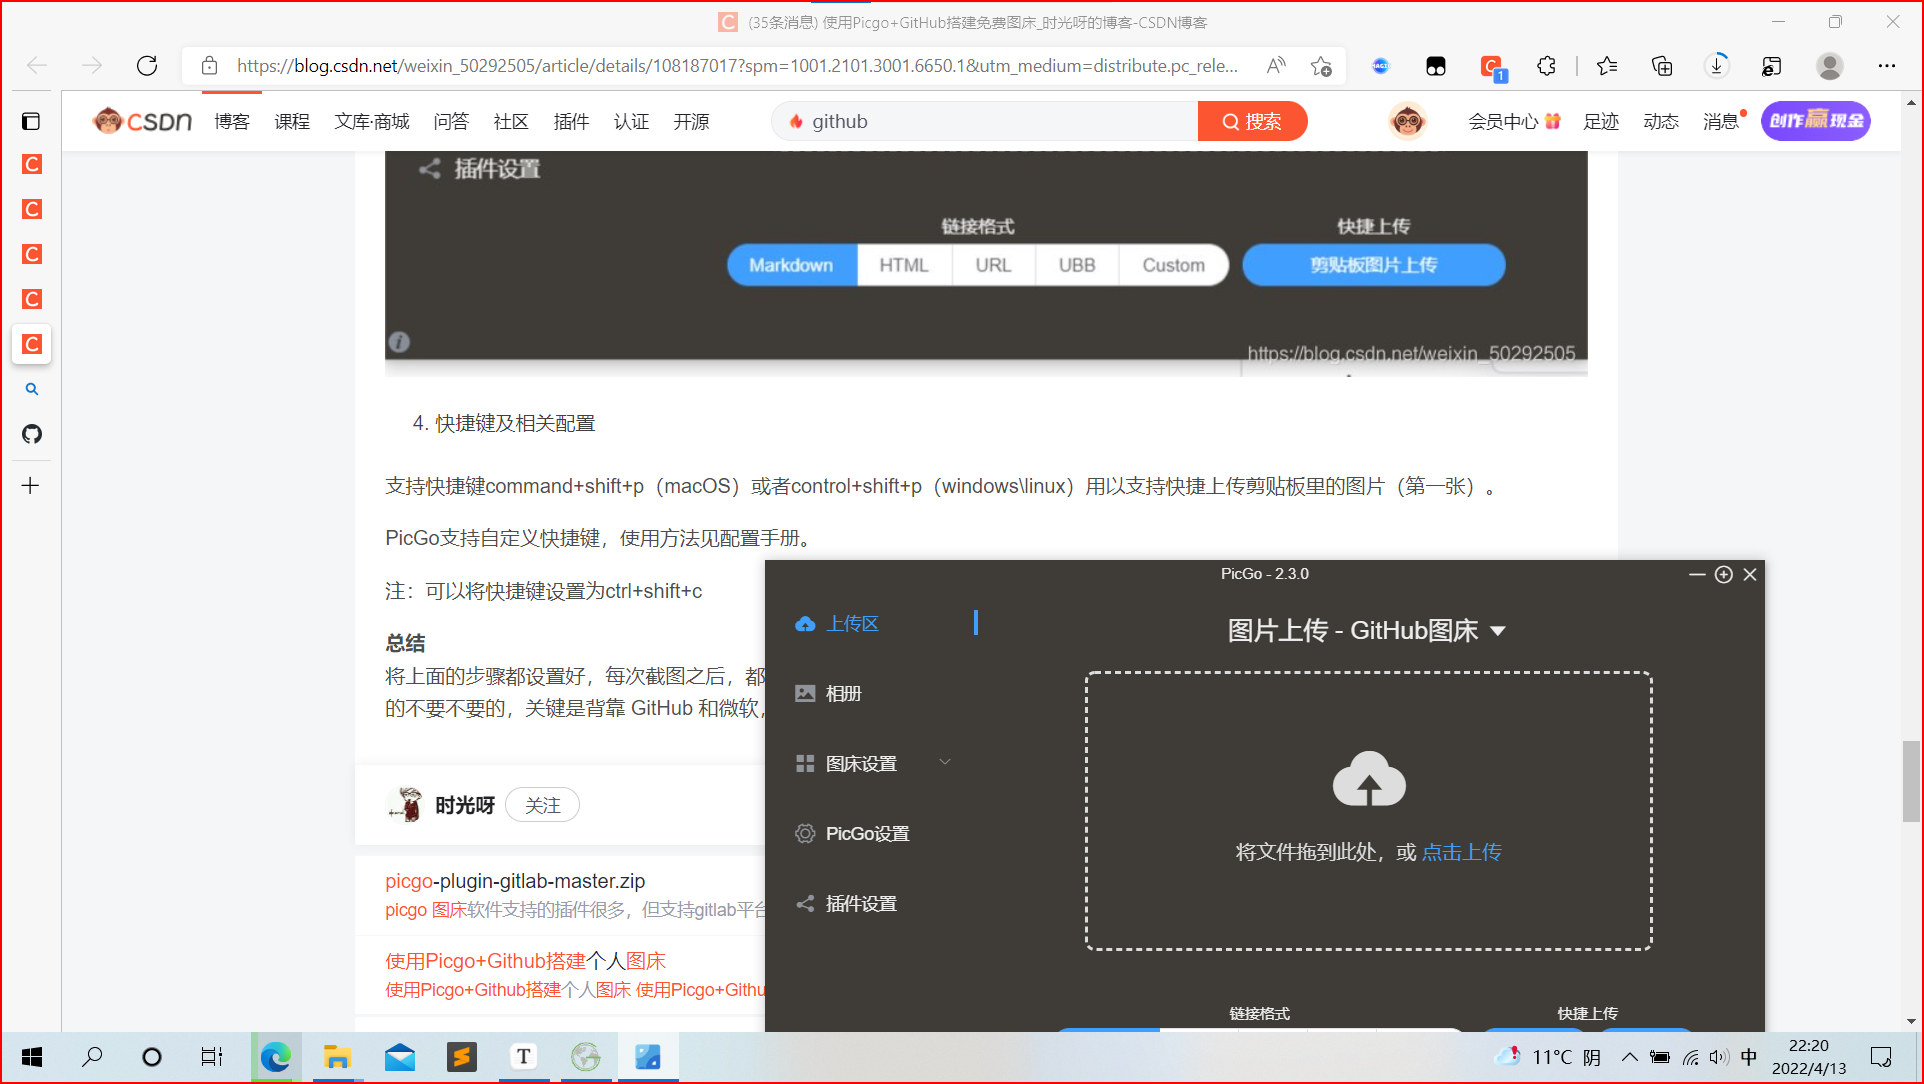 (35条消息) 使用Picgo+GitHub搭建免费图床_时光呀的博客-CSDN博客
https://blog.csdn.net/weixin_50292505/article/details/108187017?spm=1001.2101.3001.6650.1&utm_medium=distribute.pc_rele...
CSDN 博客 课程 文库·商城 问答 社区 插件 认证 开源 github 搜索 会员中心 足迹 动态 消息 创作赢现金
插件设置
链接格式 快捷上传
Markdown HTML URL UBB Custom 剪贴板图片上传
https://blog.csdn.net/weixin_50292505
4. 快捷键及相关配置
支持快捷键command+shift+p（macOS）或者control+shift+p（windows\linux）用以支持快捷上传剪贴板里的图片（第一张）。
PicGo支持自定义快捷键，使用方法见配置手册。
注：可以将快捷键设置为ctrl+shift+c
总结
将上面的步骤都设置好，每次截图之后，都
的不要不要的，关键是背靠 GitHub 和微软，
时光呀 关注
picgo-plugin-gitlab-master.zip
picgo 图床软件支持的插件很多，但支持gitlab平台
使用Picgo+Github搭建个人图床
使用Picgo+Github搭建个人图床 使用Picgo+Githu
PicGo - 2.3.0
上传区
相册
图床设置
PicGo设置
插件设置
图片上传 - GitHub图床
将文件拖到此处，或 点击上传
链接格式 快捷上传
11°C 阴 中 22:20
2022/4/13